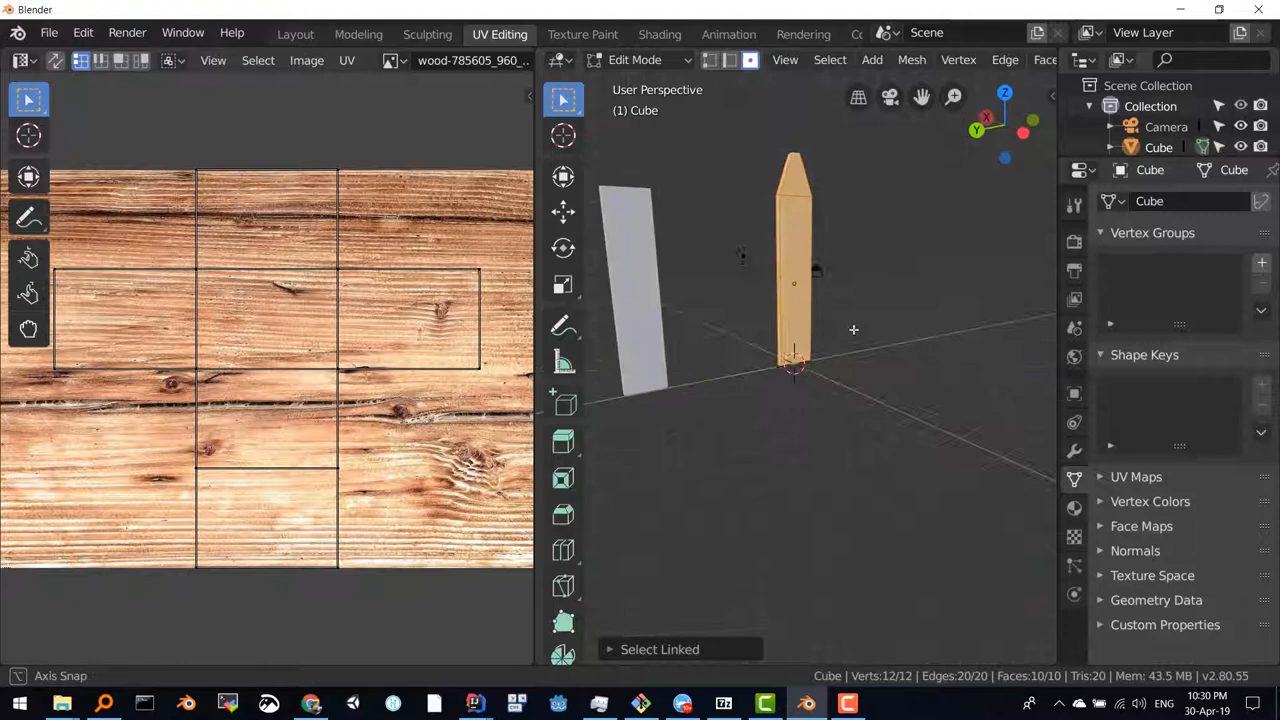 Blender
File Edit Render Window Help Layout Modeling Sculpting UV Editing Texture Paint Shading Animation Rendering Cc Scene View Layer
View Select Image UV wood-785605_960_... Edit Mode View Select Add Mesh Vertex Edge Face
User Perspective
(1) Cube
Z
X
Y
Scene Collection
Collection
Camera
Cube
Cube Cube
Cube
Vertex Groups
Shape Keys
UV Maps
Vertex Colors
Face Maps
Normals
Texture Space
Geometry Data
Custom Properties
Select Linked
Axis Snap Cube | Verts:12/12 | Edges:20/20 | Faces:10/10 | Tris:20 | Mem: 43.5 MB | v2.80.55
10+ 7z ENG 10:30 PM
30-Apr-19